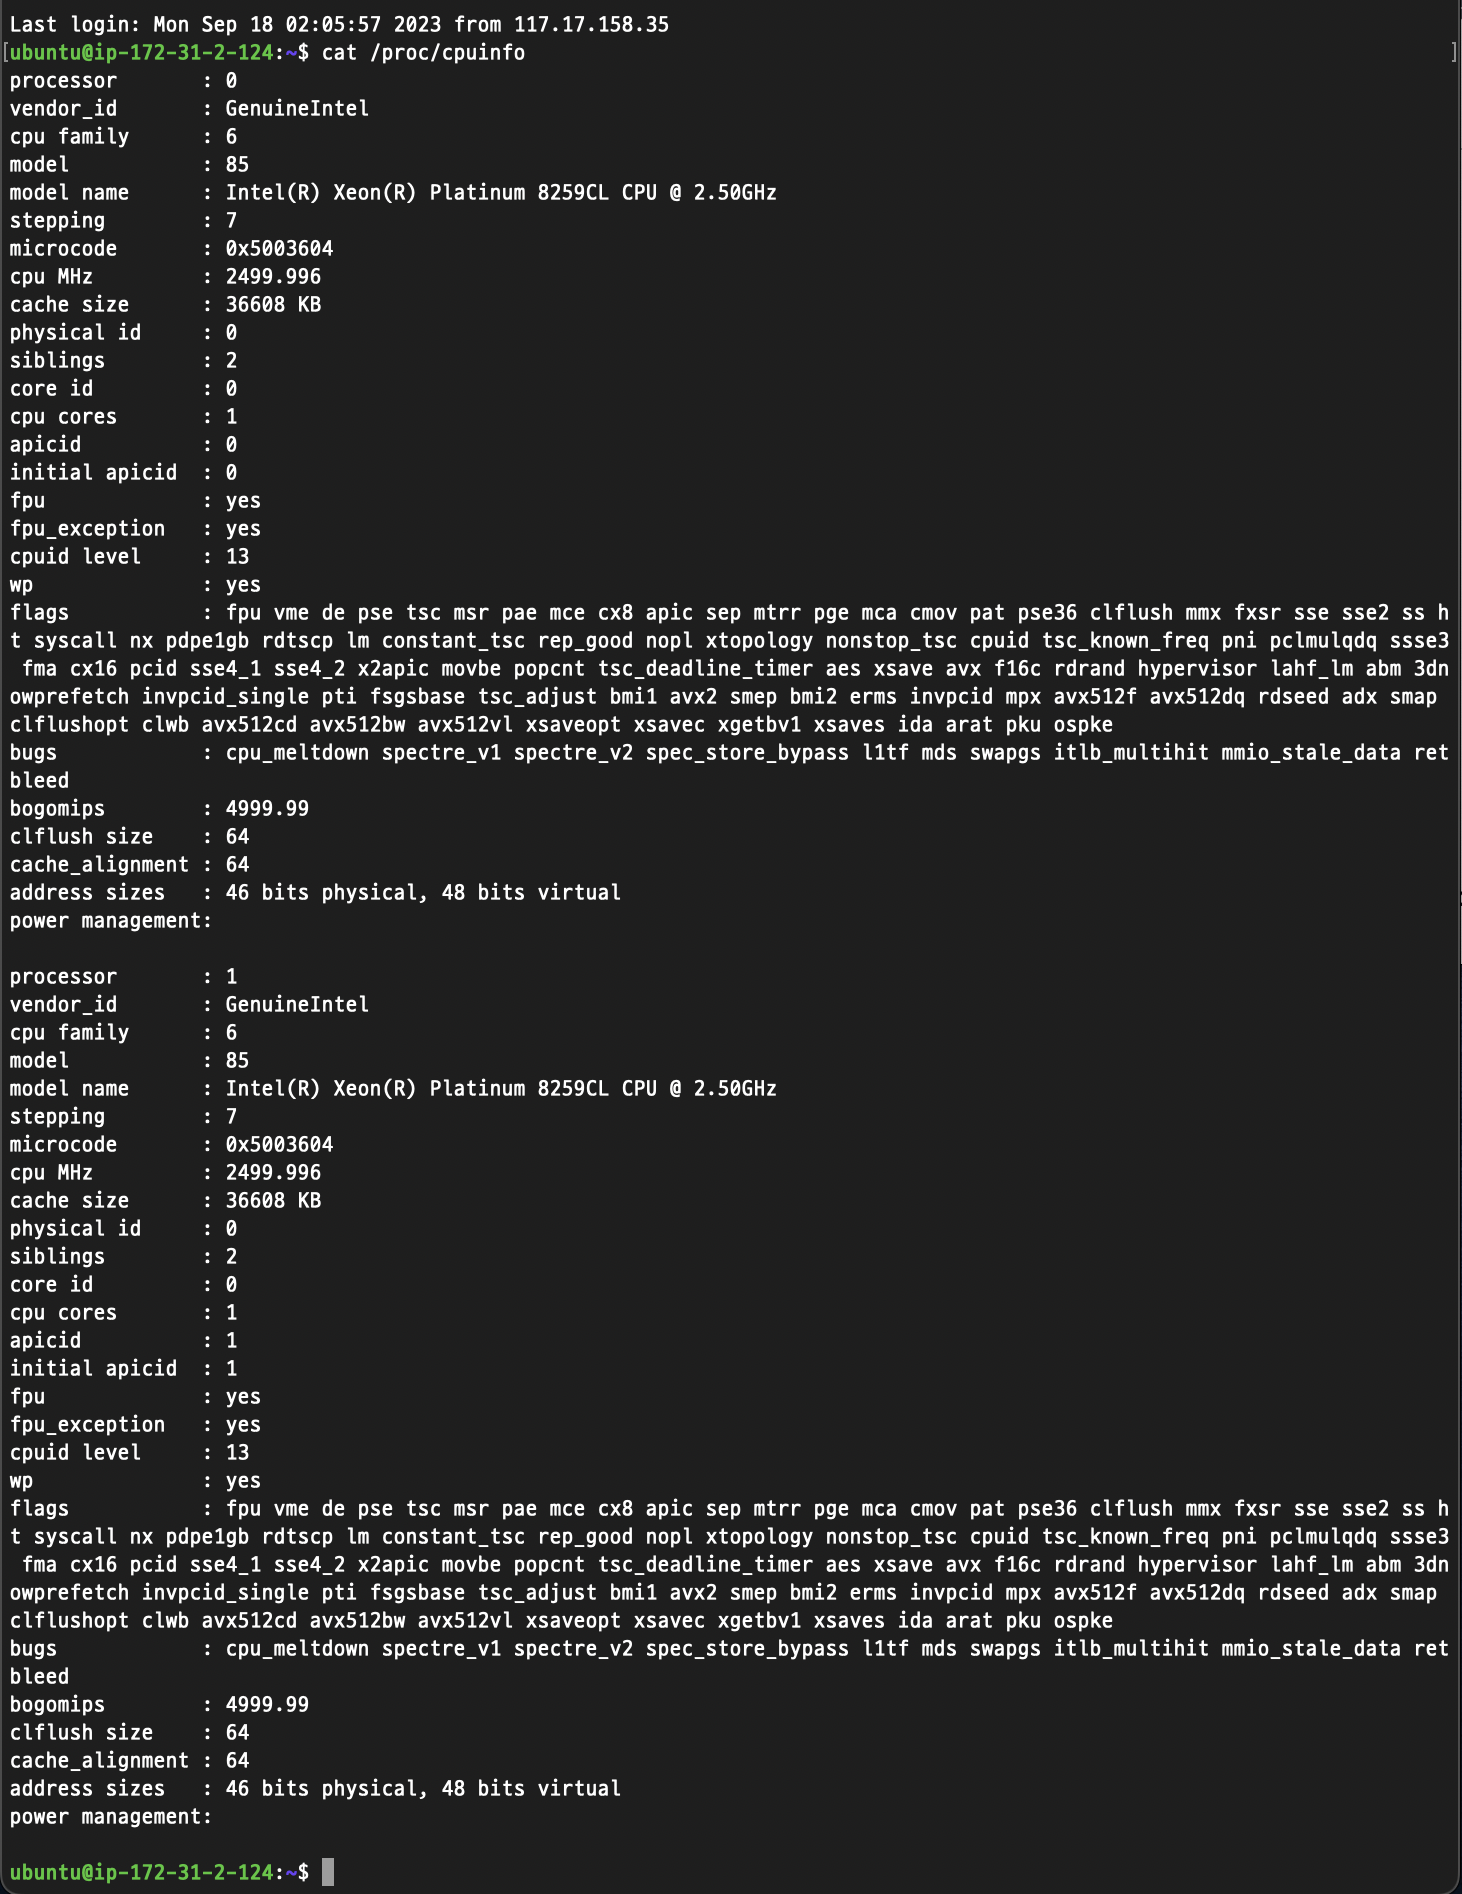 Last login: Mon Sep 18 02:05:57 2023 from 117.17.158.35
[ubuntu@ip-172-31-2-124:~$ cat /proc/cpuinfo ]
processor : 0
vendor_id : GenuineIntel
cpu family : 6
model : 85
model name : Intel(R) Xeon(R) Platinum 8259CL CPU @ 2.50GHz
stepping : 7
microcode : 0x5003604
cpu MHz : 2499.996
cache size : 36608 KB
physical id : 0
siblings : 2
core id : 0
cpu cores : 1
apicid : 0
initial apicid : 0
fpu : yes
fpu_exception : yes
cpuid level : 13
wp : yes
flags : fpu vme de pse tsc msr pae mce cx8 apic sep mtrr pge mca cmov pat pse36 clflush mmx fxsr sse sse2 ss h
t syscall nx pdpe1gb rdtscp lm constant_tsc rep_good nopl xtopology nonstop_tsc cpuid tsc_known_freq pni pclmulqdq ssse3
fma cx16 pcid sse4_1 sse4_2 x2apic movbe popcnt tsc_deadline_timer aes xsave avx f16c rdrand hypervisor lahf_lm abm 3dn
owprefetch invpcid_single pti fsgsbase tsc_adjust bmi1 avx2 smep bmi2 erms invpcid mpx avx512f avx512dq rdseed adx smap
clflushopt clwb avx512cd avx512bw avx512vl xsaveopt xsavec xgetbv1 xsaves ida arat pku ospke
bugs : cpu_meltdown spectre_v1 spectre_v2 spec_store_bypass l1tf mds swapgs itlb_multihit mmio_stale_data ret
bleed
bogomips : 4999.99
clflush size : 64
cache_alignment : 64
address sizes : 46 bits physical, 48 bits virtual
power management:
processor : 1
vendor_id : GenuineIntel
cpu family : 6
model : 85
model name : Intel(R) Xeon(R) Platinum 8259CL CPU @ 2.50GHz
stepping : 7
microcode : 0x5003604
cpu MHz : 2499.996
cache size : 36608 KB
physical id : 0
siblings : 2
core id : 0
cpu cores : 1
apicid : 1
initial apicid : 1
fpu : yes
fpu_exception : yes
cpuid level : 13
wp : yes
flags : fpu vme de pse tsc msr pae mce cx8 apic sep mtrr pge mca cmov pat pse36 clflush mmx fxsr sse sse2 ss h
t syscall nx pdpe1gb rdtscp lm constant_tsc rep_good nopl xtopology nonstop_tsc cpuid tsc_known_freq pni pclmulqdq ssse3
fma cx16 pcid sse4_1 sse4_2 x2apic movbe popcnt tsc_deadline_timer aes xsave avx f16c rdrand hypervisor lahf_lm abm 3dn
owprefetch invpcid_single pti fsgsbase tsc_adjust bmi1 avx2 smep bmi2 erms invpcid mpx avx512f avx512dq rdseed adx smap
clflushopt clwb avx512cd avx512bw avx512vl xsaveopt xsavec xgetbv1 xsaves ida arat pku ospke
bugs : cpu_meltdown spectre_v1 spectre_v2 spec_store_bypass l1tf mds swapgs itlb_multihit mmio_stale_data ret
bleed
bogomips : 4999.99
clflush size : 64
cache_alignment : 64
address sizes : 46 bits physical, 48 bits virtual
power management:
ubuntu@ip-172-31-2-124:~$